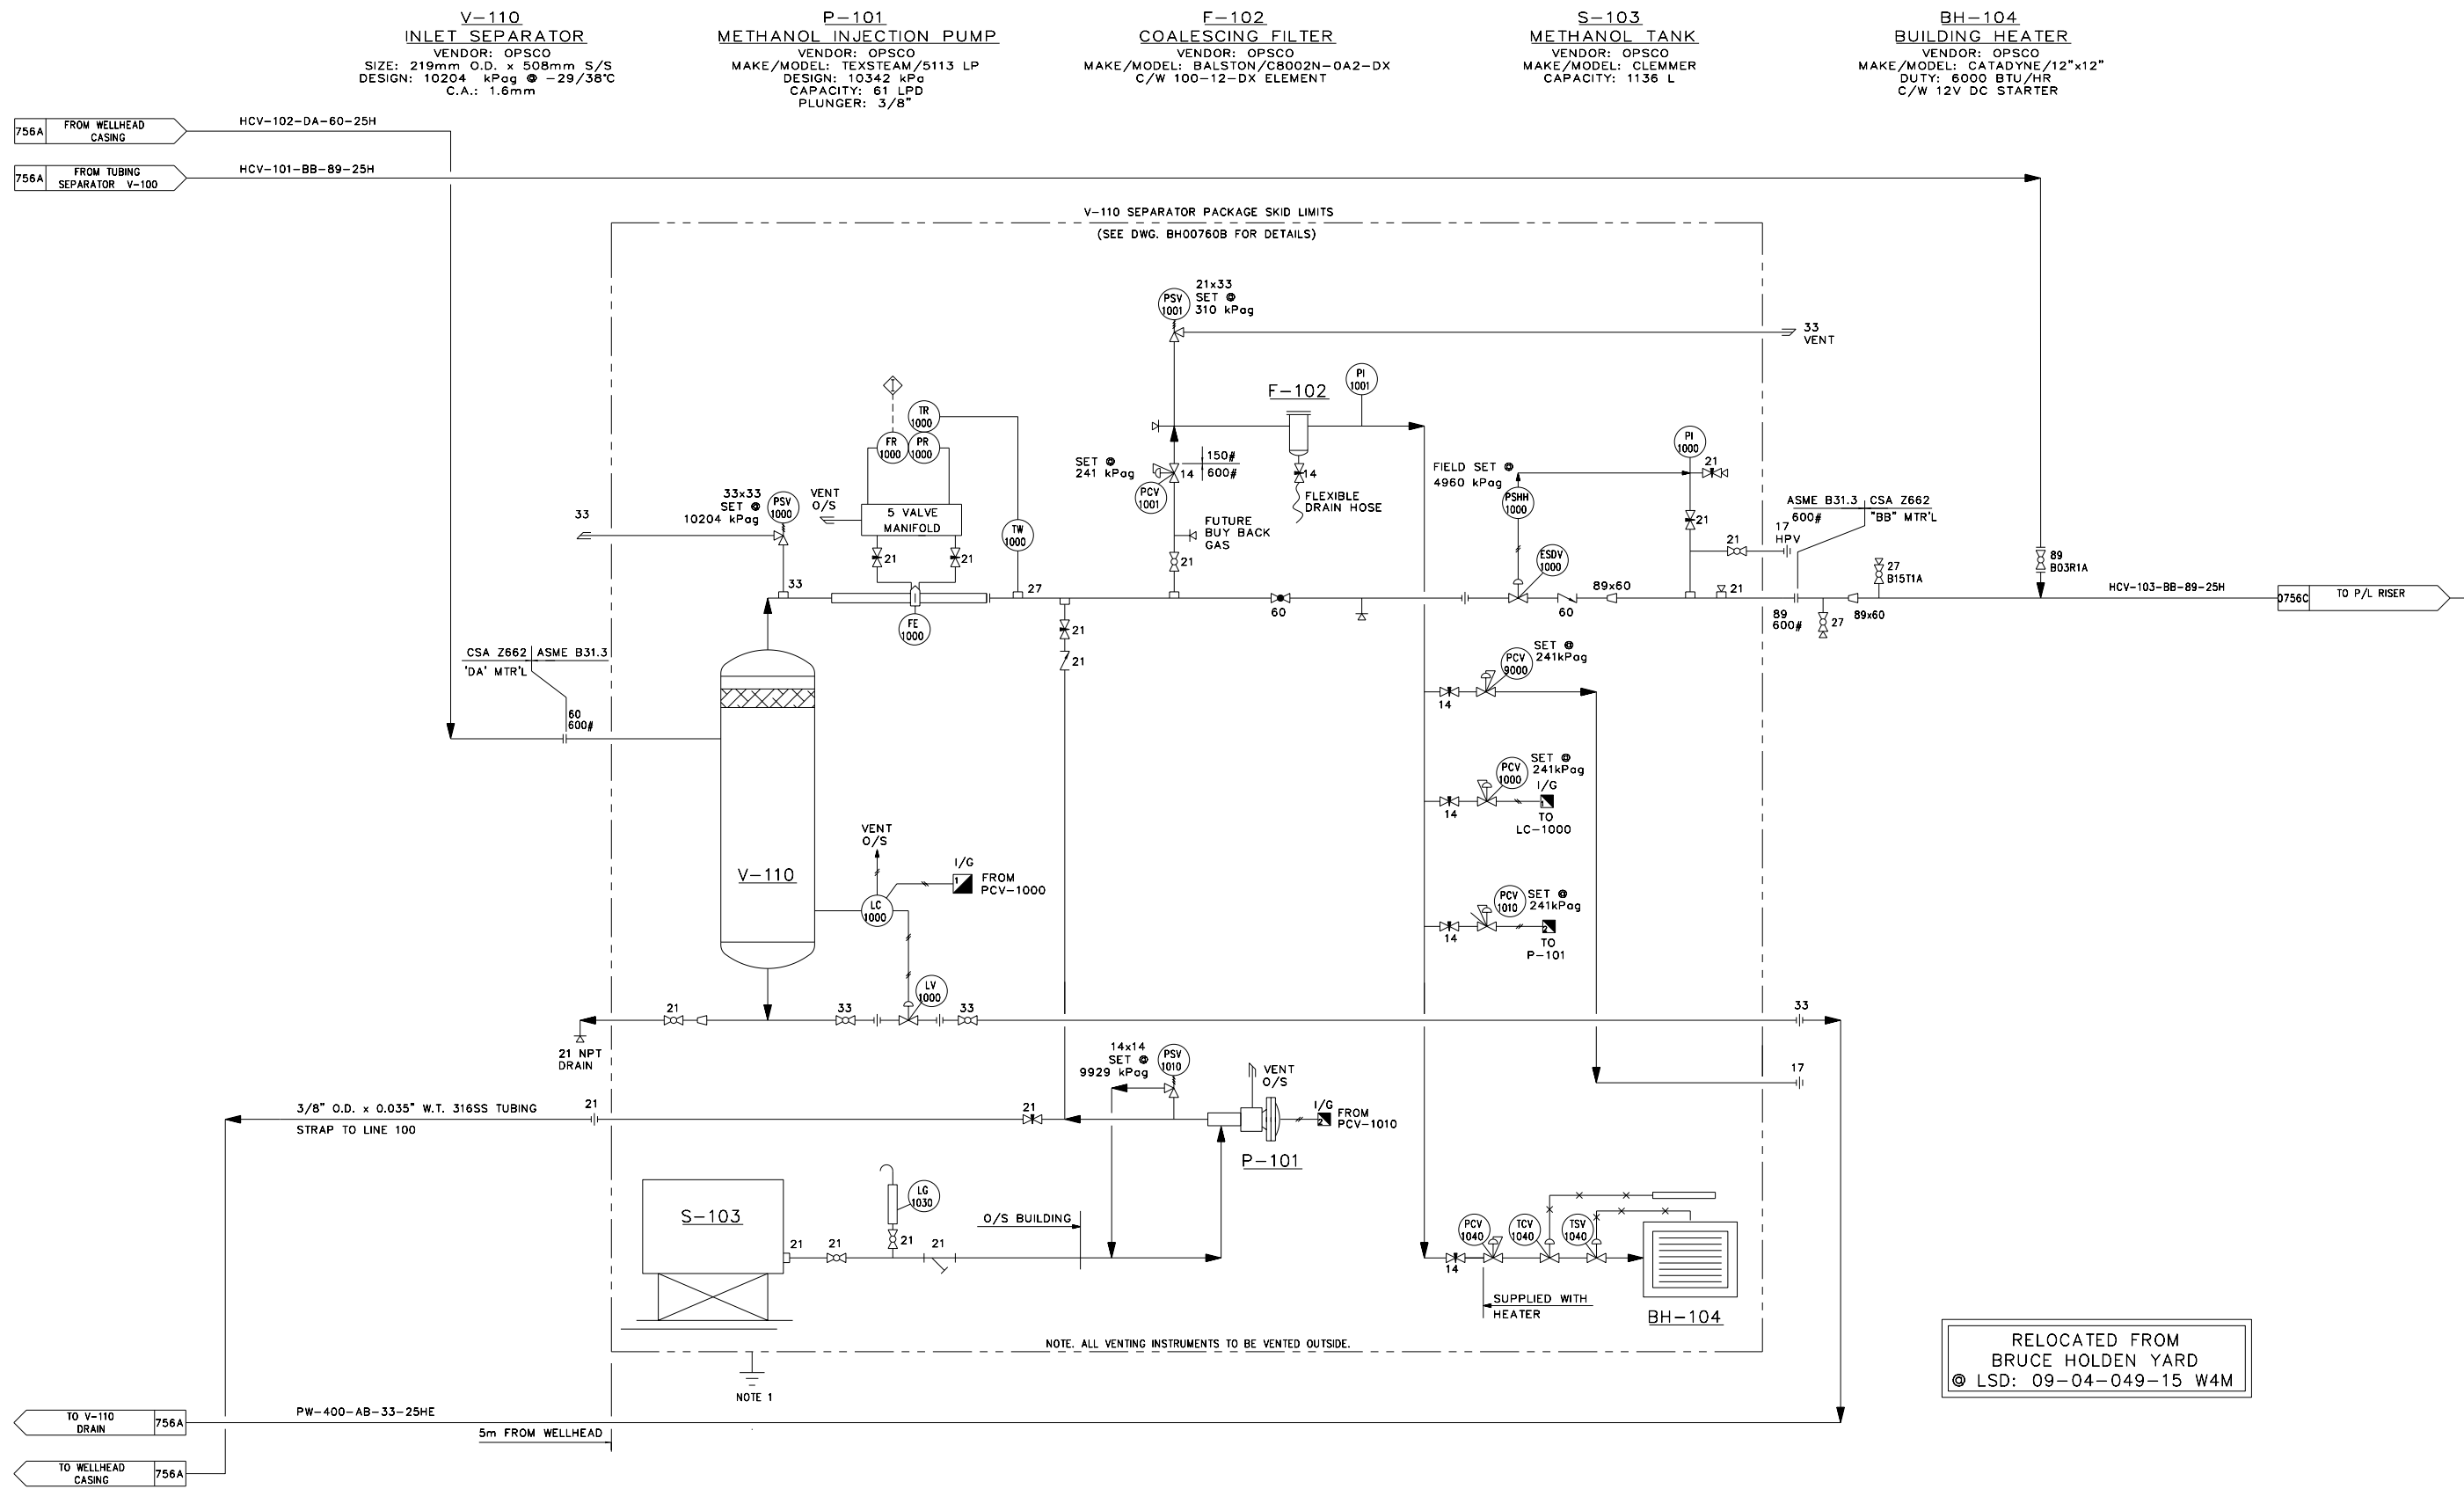 V-110
INLET SEPARATOR
VENDOR: OPSCO
SIZE: 219mm O.D. x 508mm S/S
DESIGN: 10204 kPag @ -29/38°C
C.A.: 1.6mm
P-101
METHANOL INJECTION PUMP
VENDOR: OPSCO
MAKE/MODEL: TEXSTEAM/5113 LP
DESIGN: 10342 kPa
CAPACITY: 61 LPD
PLUNGER: 3/8"
F-102
COALESCING FILTER
VENDOR: OPSCO
MAKE/MODEL: BALSTON/C8002N-0A2-DX
C/W 100-12-DX ELEMENT
S-103
METHANOL TANK
VENDOR: OPSCO
MAKE/MODEL: CLEMMER
CAPACITY: 1136 L
BH-104
BUILDING HEATER
VENDOR: OPSCO
MAKE/MODEL: CATADYNE/12"x12"
DUTY: 6000 BTU/HR
C/W 12V DC STARTER
756A
FROM WELLHEAD
CASING
HCV-102-DA-60-25H
756A
FROM TUBING
SEPARATOR V-100
HCV-101-BB-89-25H
V-110 SEPARATOR PACKAGE SKID LIMITS
(SEE DWG. BH00760B FOR DETAILS)
PSV
1001
21x33
SET @
310 kPag
33
VENT
PI
1001
F-102
I
TR
1000
FR
1000
PR
1000
VENT
O/S
5 VALVE
MANIFOLD
21
21
TW
1000
27
33x33
SET @
10204 kPag
PSV
1000
33
33
FE
1000
SET @
241 kPag
PCV
1001
14
150#
600#
14
FLEXIBLE
DRAIN HOSE
FUTURE
BUY BACK
GAS
21
FIELD SET @
4960 kPag
PSHH
1000
PI
1000
21
21
ESDV
1000
21
17
HPV
ASME B31.3
CSA Z662
600#
"BB" MTR'L
27
B15T1A
89
B03R1A
60
60
89x60
21
89
600#
27
89x60
HCV-103-BB-89-25H
0756C
TO P/L RISER
21
21
CSA Z662
ASME B31.3
'DA' MTR'L
60
600#
PCV
9000
SET @
241kPag
14
PCV
1000
SET @
241kPag
I/G
1
14
TO
LC-1000
PCV
1010
SET @
241kPag
2
14
TO
P-101
V-110
VENT
O/S
I/G
1
FROM
PCV-1000
LC
1000
LV
1000
21
33
33
33
21 NPT
DRAIN
14x14
SET @
9929 kPag
PSV
1010
VENT
O/S
17
3/8" O.D. x 0.035" W.T. 316SS TUBING
STRAP TO LINE 100
21
21
I/G
2
FROM
PCV-1010
P-101
S-103
LG
1030
21
21
21
21
O/S BUILDING
PCV
1040
TCV
1040
TSV
1040
14
SUPPLIED WITH
HEATER
BH-104
NOTE. ALL VENTING INSTRUMENTS TO BE VENTED OUTSIDE.
NOTE 1
RELOCATED FROM
BRUCE HOLDEN YARD
@ LSD: 09-04-049-15 W4M
TO V-110
DRAIN
756A
PW-400-AB-33-25HE
5m FROM WELLHEAD
TO WELLHEAD
CASING
756A